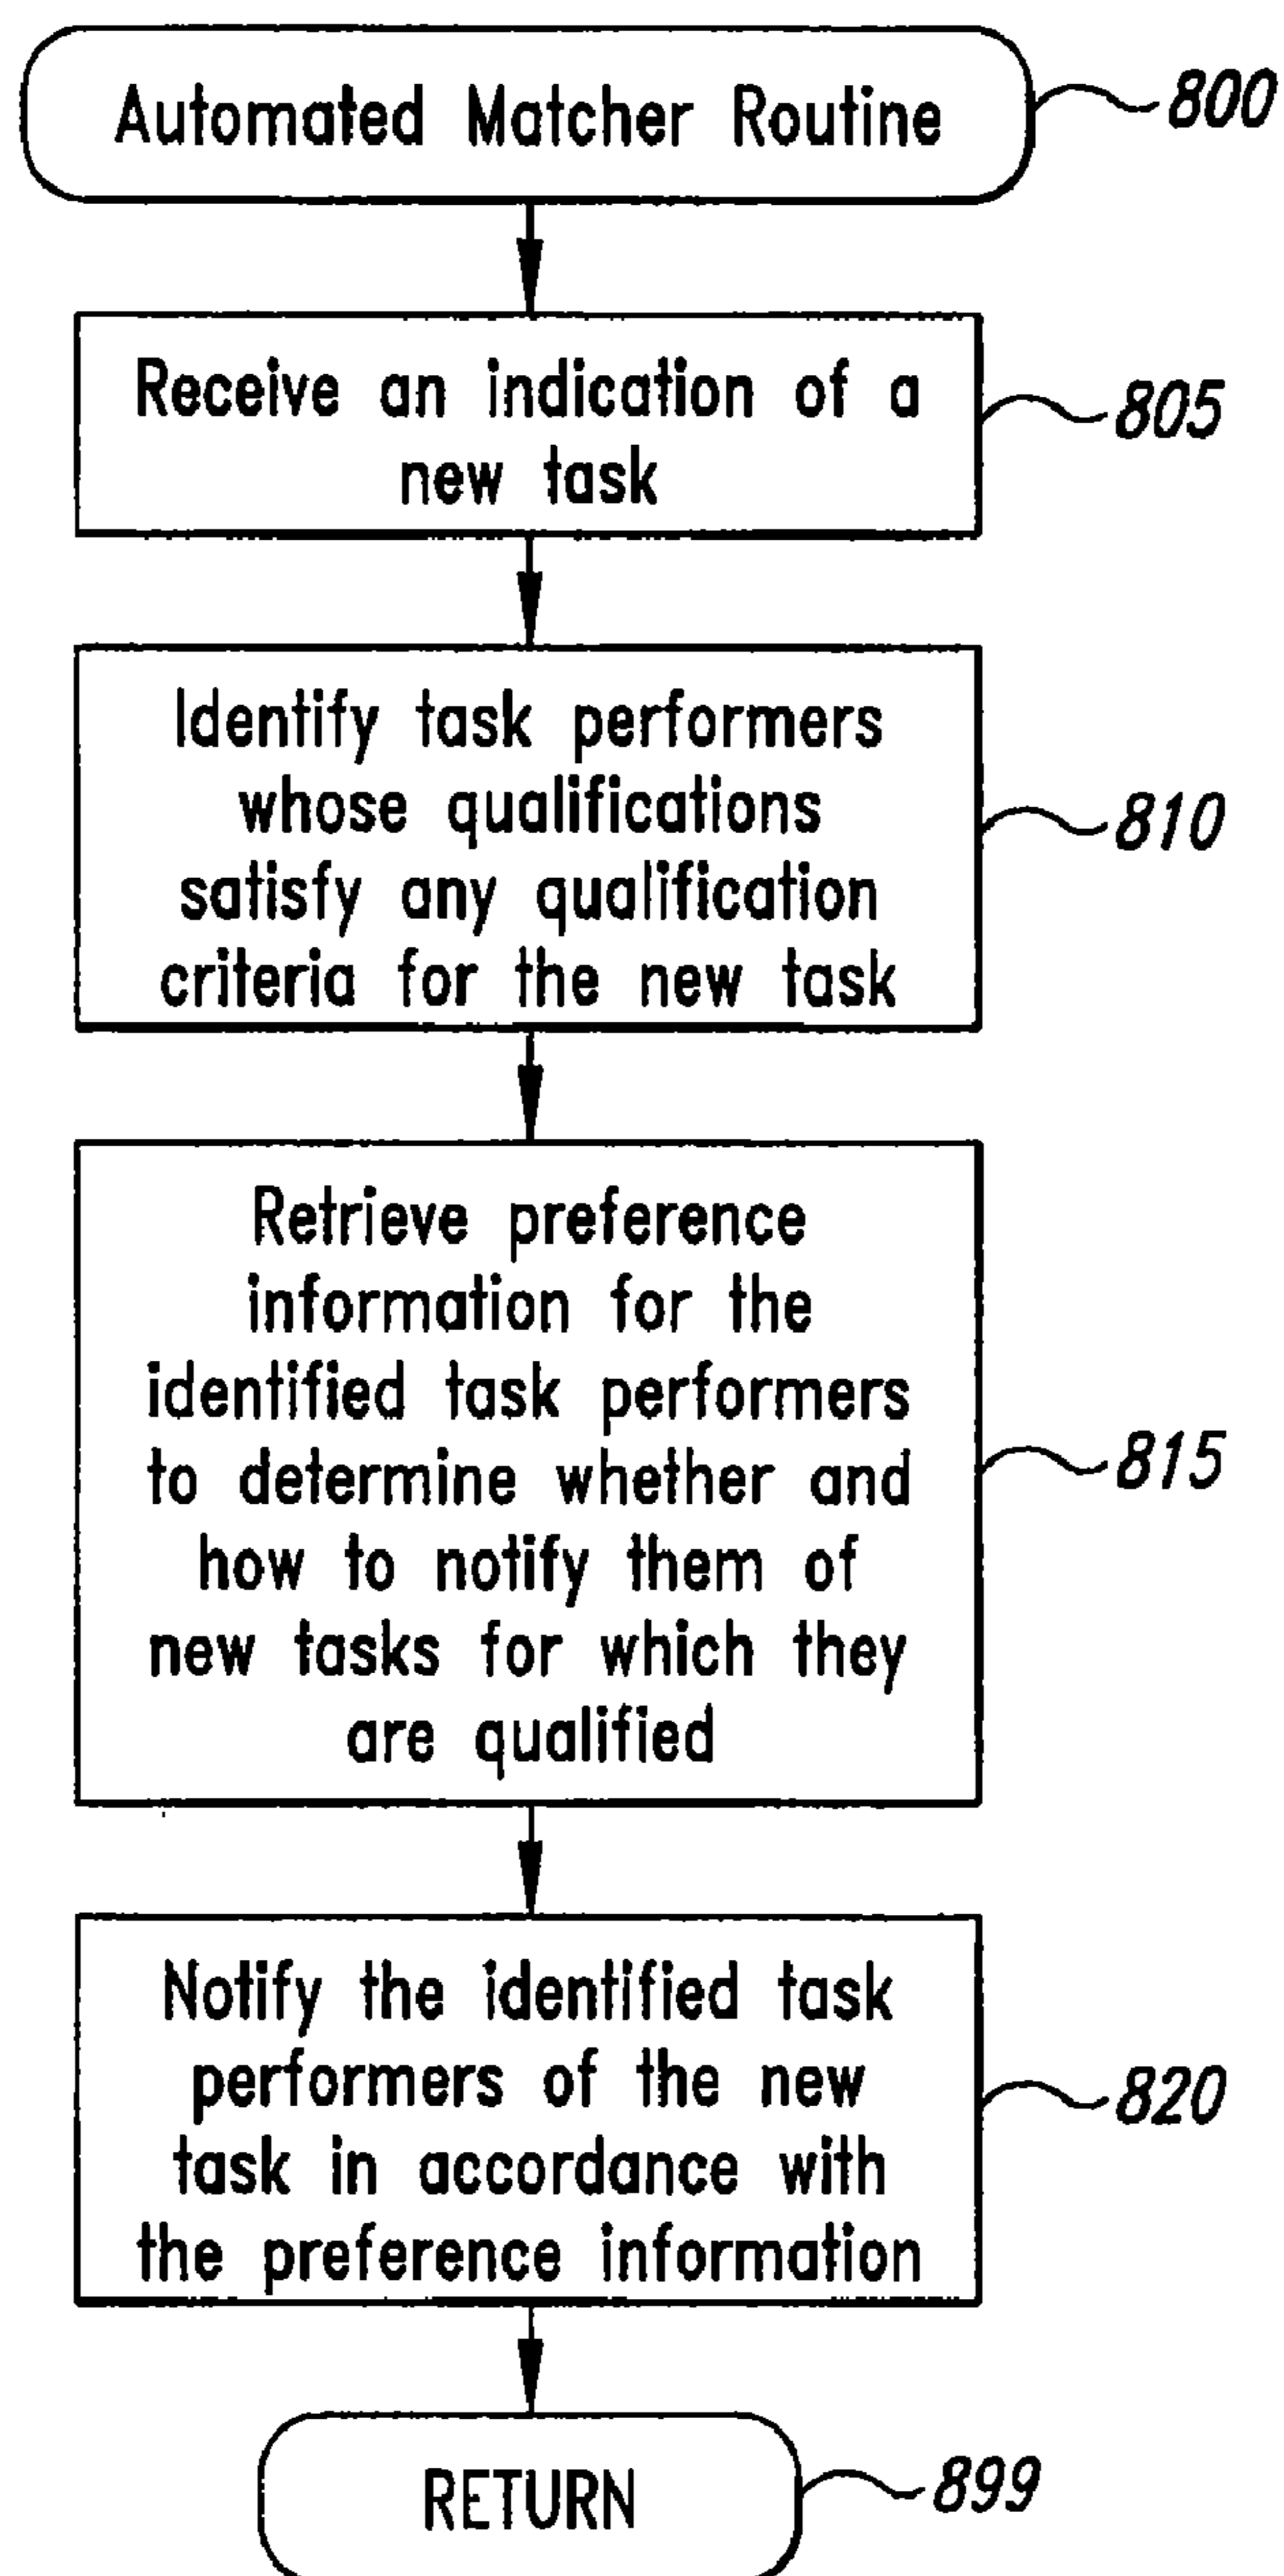 Automated Matcher Routine
800
Receive an indication of a
new task
805
Identify task performers
whose qualifications
satisfy any qualification
criteria for the new task
810
Retrieve preference
information for the
identified task performers
to determine whether and
how to notify them of
new tasks for which they
are qualified
815
Notify the identified task
performers of the new
task in accordance with
the preference information
820
RETURN
899